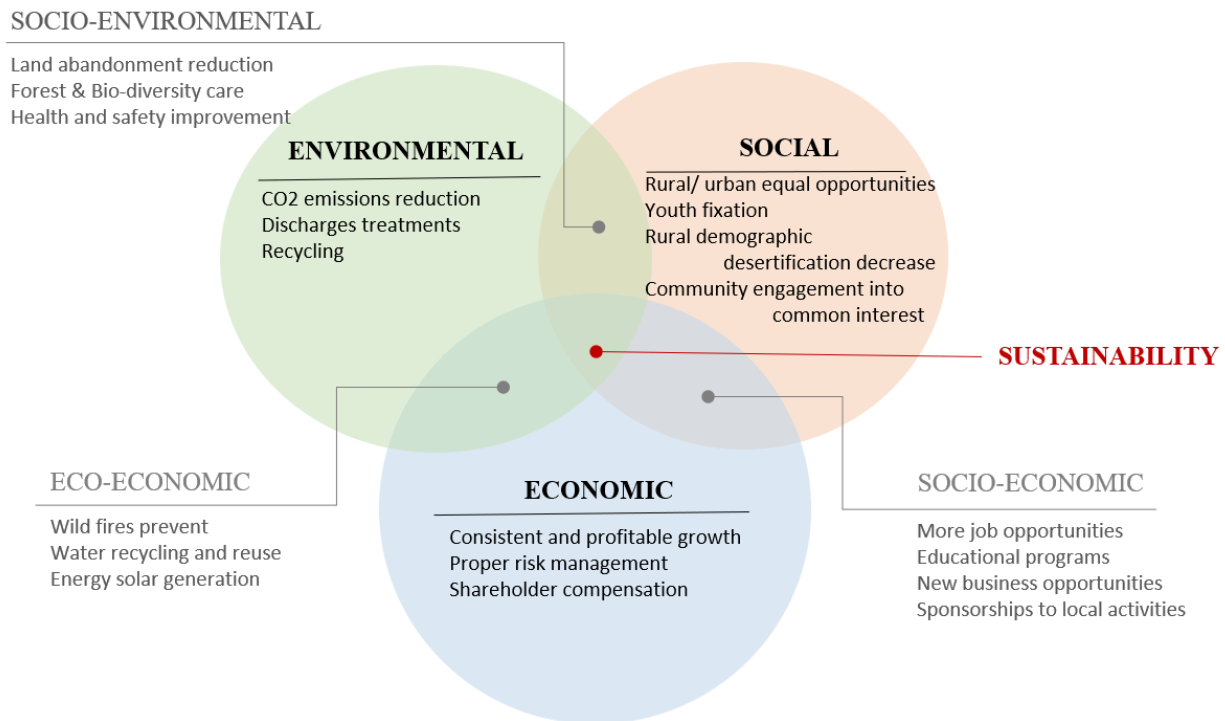 SOCIO-ENVIRONMENTAL
Land abandonment reduction
Forest & Bio-diversity care
Health and safety improvement
ENVIRONMENTAL
CO2 emissions reduction
Discharges treatments
Recycling
SOCIAL
Rural/ urban equal opportunities
Youth fixation
Rural demographic
desertification decrease
Community engagement into
common interest
SUSTAINABILITY
ECO-ECONOMIC
Wild fires prevent
Water recycling and reuse
Energy solar generation
ECONOMIC
Consistent and profitable growth
Proper risk management
Shareholder compensation
SOCIO-ECONOMIC
More job opportunities
Educational programs
New business opportunities
Sponsorships to local activities